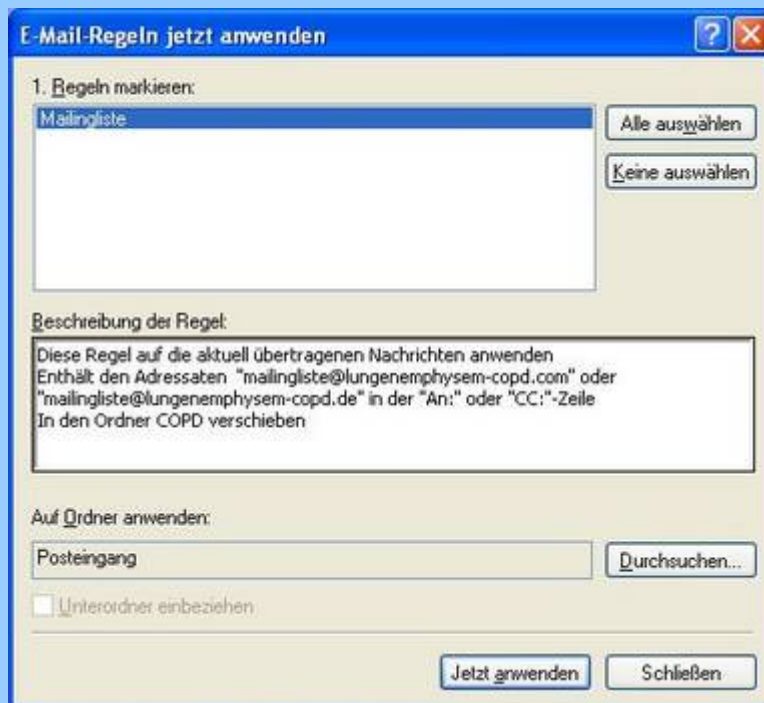 E-Mail-Regeln jetzt anwenden
1. Regeln markieren:
Mailingliste
Alle auswählen
Keine auswählen
Beschreibung der Regel:
Diese Regel auf die aktuell übertragenen Nachrichten anwenden
Enthält den Adressaten "mailingliste@lungenemphysem-copd.com" oder
"mailingliste@lungenemphysem-copd.de" in der "An:" oder "CC:"-Zeile
In den Ordner COPD verschieben
Auf Ordner anwenden:
Posteingang
Durchsuchen...
Unterordner einbeziehen
Jetzt anwenden
Schließen